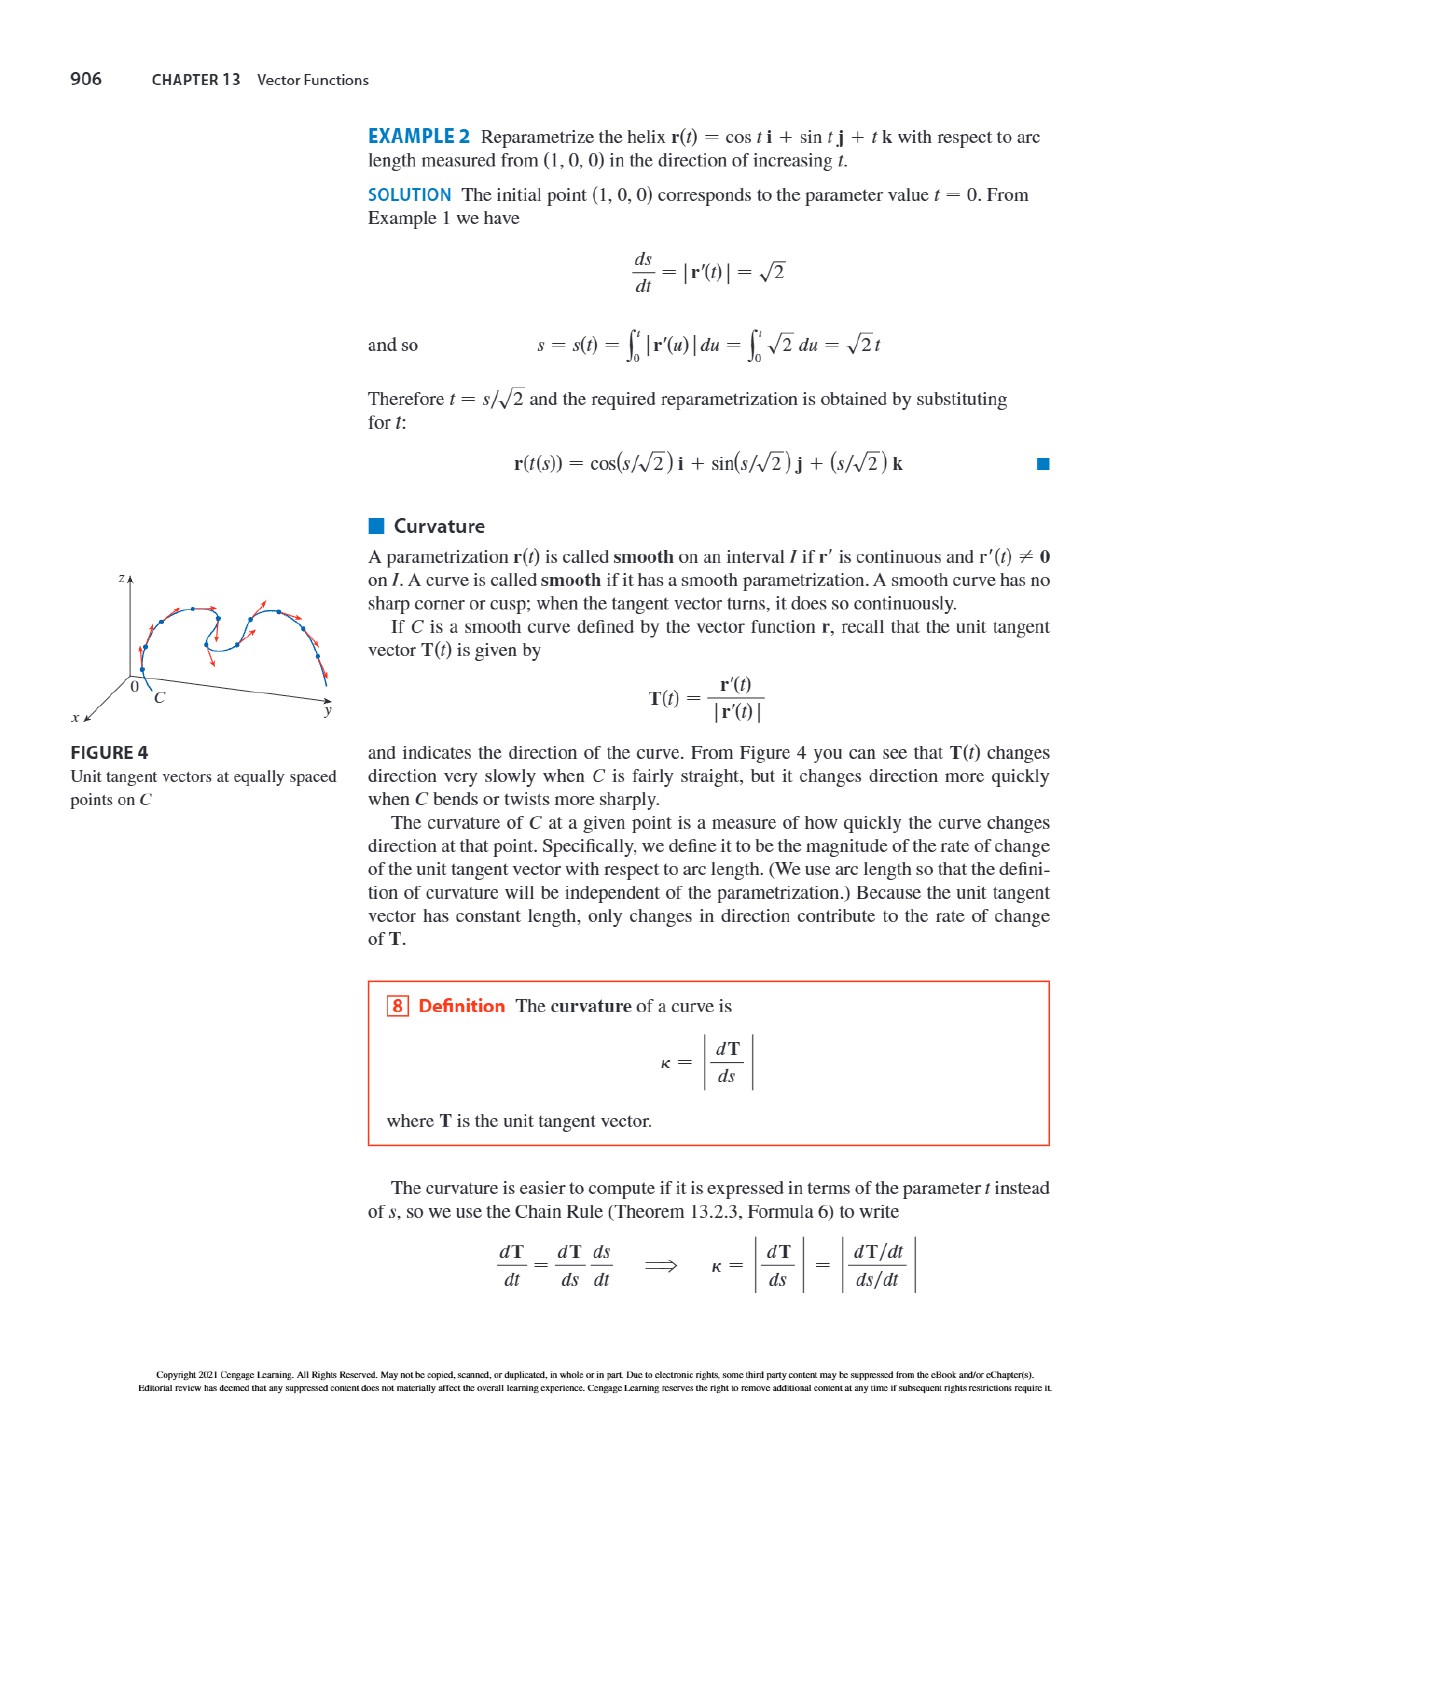 906 CHAPTER 13 Vector Functions
EXAMPLE 2 Reparametrize the helix r(t) = cos t i + sin t j + t k with respect to arc
length measured from (1, 0, 0) in the direction of increasing t.
SOLUTION The initial point (1, 0, 0) corresponds to the parameter value t = 0. From
Example 1 we have
ds/dt = |r′(t)| = √2
and so s = s(t) = ∫₀ᵗ |r′(u)| du = ∫₀ᵗ √2 du = √2 t
Therefore t = s/√2 and the required reparametrization is obtained by substituting
for t:
r(t(s)) = cos(s/√2) i + sin(s/√2) j + (s/√2) k
Curvature
A parametrization r(t) is called smooth on an interval I if r′ is continuous and r′(t) ≠ 0
on I. A curve is called smooth if it has a smooth parametrization. A smooth curve has no
sharp corner or cusp; when the tangent vector turns, it does so continuously.
If C is a smooth curve defined by the vector function r, recall that the unit tangent
vector T(t) is given by
T(t) = r′(t)/|r′(t)|
z
0
C
x
y
FIGURE 4
Unit tangent vectors at equally spaced
points on C
and indicates the direction of the curve. From Figure 4 you can see that T(t) changes
direction very slowly when C is fairly straight, but it changes direction more quickly
when C bends or twists more sharply.
The curvature of C at a given point is a measure of how quickly the curve changes
direction at that point. Specifically, we define it to be the magnitude of the rate of change
of the unit tangent vector with respect to arc length. (We use arc length so that the defini-
tion of curvature will be independent of the parametrization.) Because the unit tangent
vector has constant length, only changes in direction contribute to the rate of change
of T.
8 Definition The curvature of a curve is
κ = |dT/ds|
where T is the unit tangent vector.
The curvature is easier to compute if it is expressed in terms of the parameter t instead
of s, so we use the Chain Rule (Theorem 13.2.3, Formula 6) to write
dT/dt = dT/ds ds/dt ⟹ κ = |dT/ds| = |dT/dt / ds/dt|
Copyright 2021 Cengage Learning. All Rights Reserved. May not be copied, scanned, or duplicated, in whole or in part. Due to electronic rights, some third party content may be suppressed from the eBook and/or eChapter(s).
Editorial review has deemed that any suppressed content does not materially affect the overall learning experience. Cengage Learning reserves the right to remove additional content at any time if subsequent rights restrictions require it.